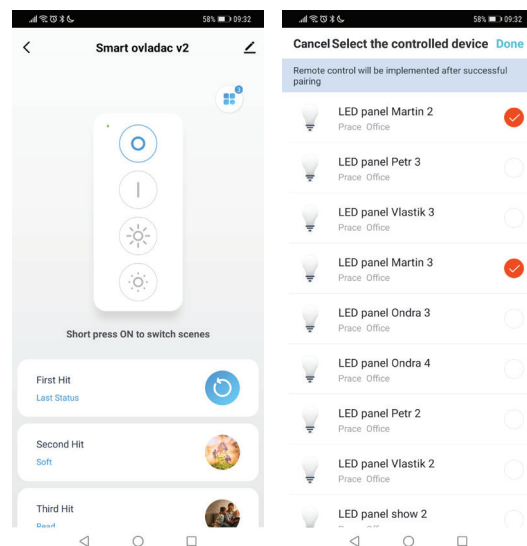 58% 09:32
Smart ovladac v2
3
Short press ON to switch scenes
First Hit
Last Status
Second Hit
Soft
Third Hit
Read
58% 09:32
Cancel Select the controlled device Done
Remote control will be implemented after successful
pairing
LED panel Martin 2
Prace Office
LED panel Petr 3
Prace Office
LED panel Vlastik 3
Prace Office
LED panel Martin 3
Prace Office
LED panel Ondra 3
Prace Office
LED panel Ondra 4
Prace Office
LED panel Petr 2
Prace Office
LED panel Vlastik 2
Prace Office
LED panel show 2